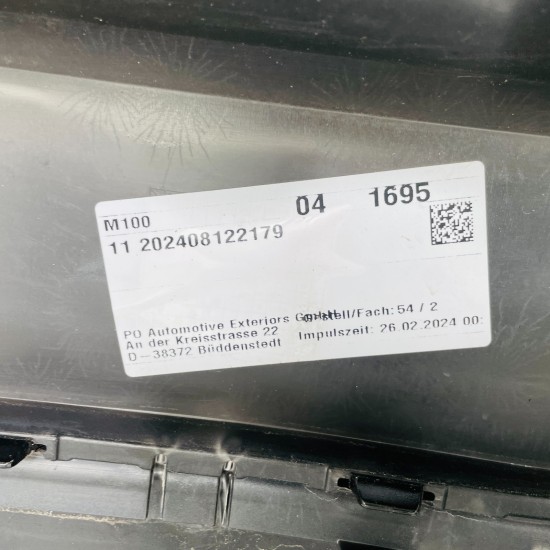 M100 04 1695
11 202408122179
PO Automotive Exteriors GmbH Gestell/Fach: 54 / 2
An der Kreisstrasse 22 Impulszeit: 26.02.2024 00:
D-38372 Büddenstedt